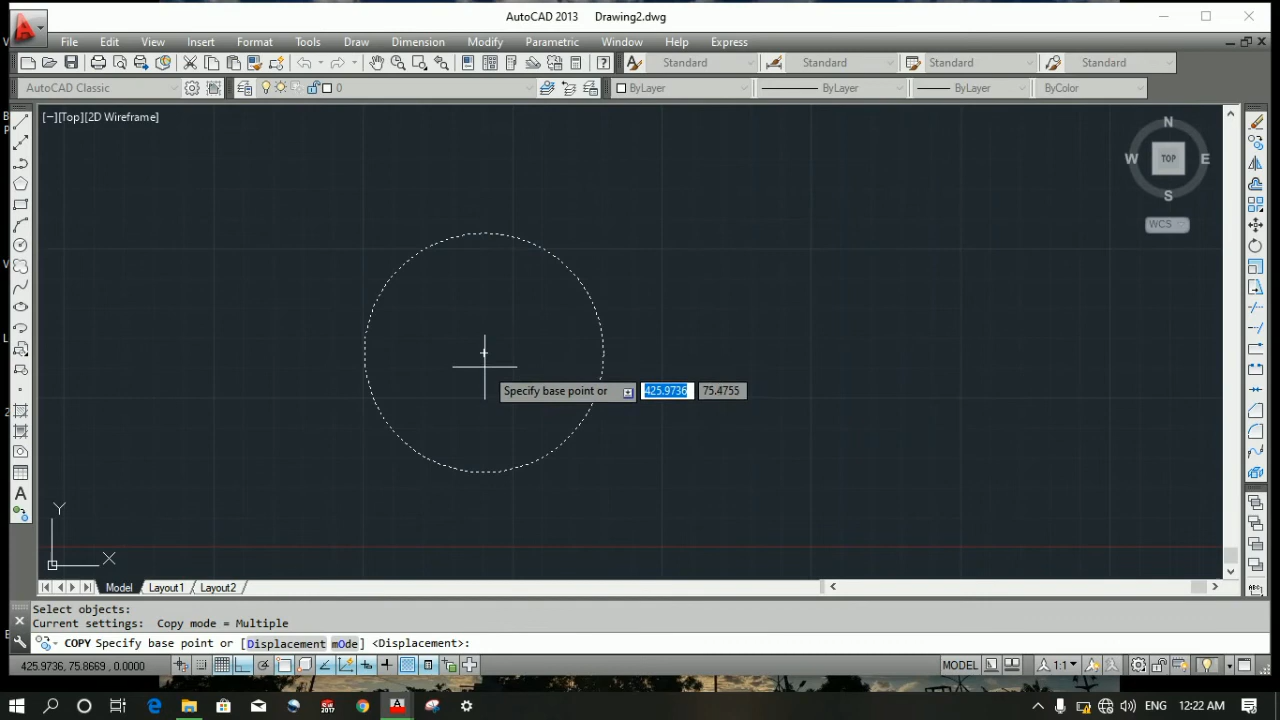 AutoCAD 2013 Drawing2.dwg
File Edit View Insert Format Tools Draw Dimension Modify Parametric Window Help Express
Standard Standard Standard Standard
AutoCAD Classic 0 ByLayer ByLayer ByLayer ByColor
[−][Top][2D Wireframe]
N
W TOP E
S
WCS
Specify base point or 425.9736 75.4755
Y
X
Model Layout1 Layout2
Select objects:
Current settings: Copy mode = Multiple
COPY Specify base point or [Displacement mOde] <Displacement>:
425.9736, 75.8669, 0.0000 MODEL 1:1
2017 ENG 12:22 AM